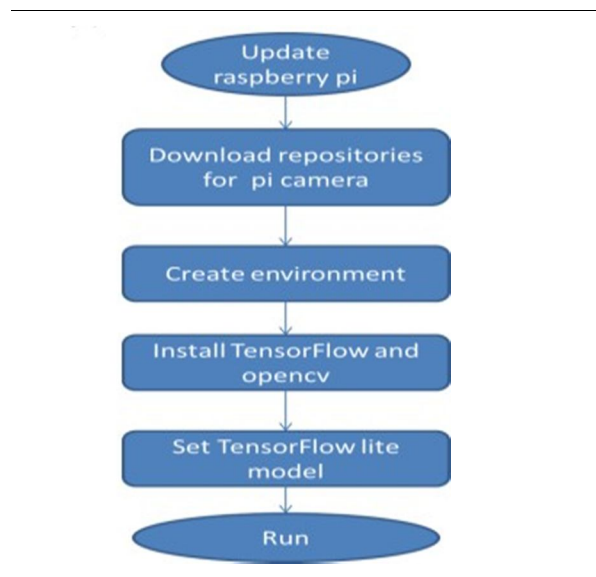 Update
raspberry pi
Download repositories
for pi camera
Create environment
Install TensorFlow and
opencv
Set TensorFlow lite
model
Run